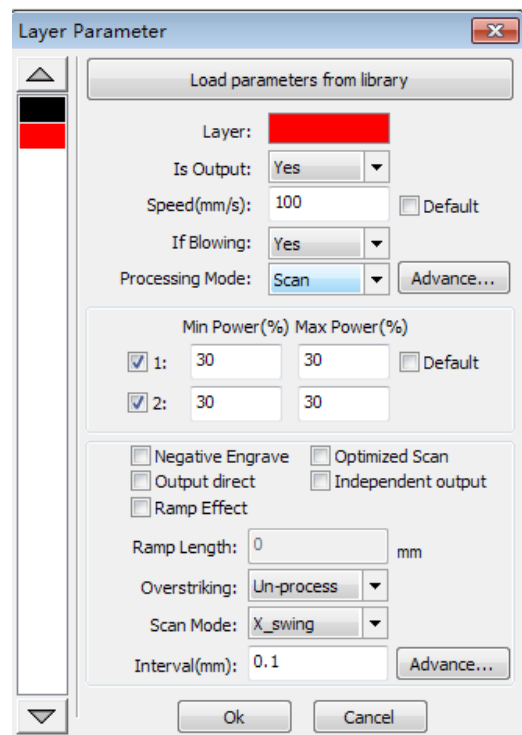 Layer Parameter
Load parameters from library
Layer:
Is Output: Yes
Speed(mm/s): 100 Default
If Blowing: Yes
Processing Mode: Scan Advance...
Min Power(%) Max Power(%)
1: 30 30 Default
2: 30 30
Negative Engrave Optimized Scan
Output direct Independent output
Ramp Effect
Ramp Length: 0 mm
Overstriking: Un-process
Scan Mode: X_swing
Interval(mm): 0.1 Advance...
Ok Cancel